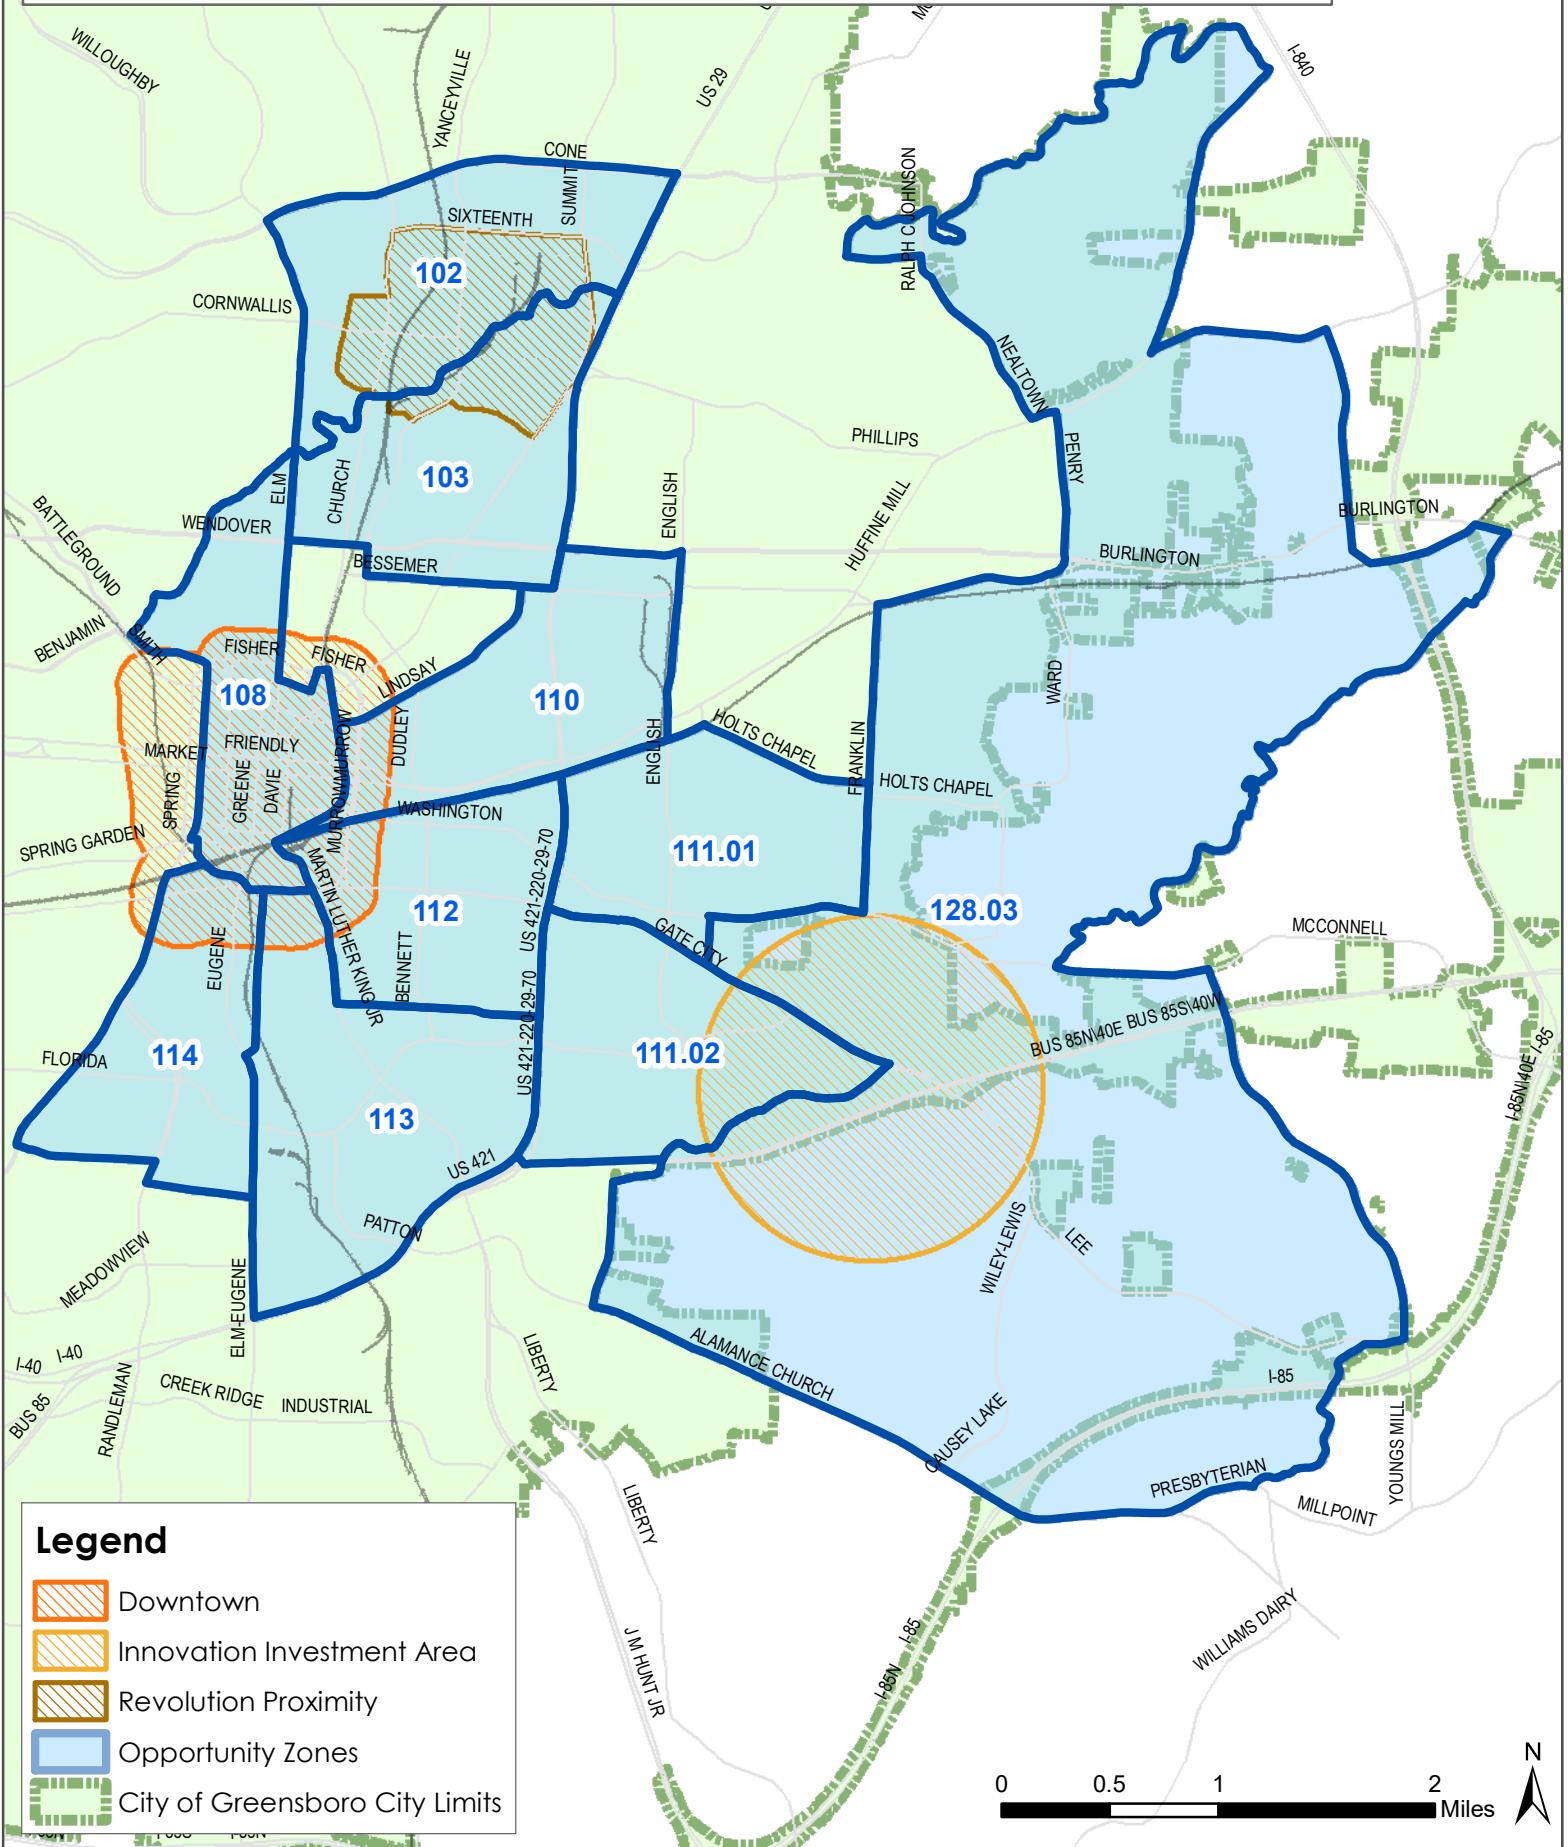 WILLOUGHBY
YANCEYVILLE
US 29
I-840
CONE
SUMMIT
SIXTEENTH
RALPH C JOHNSON
102
CORNWALLIS
NEALTOWN
PHILLIPS
PENRY
103
ELM
CHURCH
ENGLISH
HUFFINE MILL
BATTLEGROUND
WENDOVER
BURLINGTON
BESSEMER
BURLINGTON
BENJAMIN
SMITH
FISHER
FISHER
LINDSAY
WARD
108
110
DUDLEY
MARKET
FRIENDLY
MURROW
MURROW
ENGLISH
HOLTS CHAPEL
FRANKLIN
HOLTS CHAPEL
SPRING
GREENE
DAVIE
WASHINGTON
SPRING GARDEN
111.01
MARTIN LUTHER KING JR
US 421-220-29-70
112
128.03
GATE CITY
MCCONNELL
EUGENE
BENNETT
US 421-220-29-70
BUS 85N\40E
BUS 85S\40W
I-85N\40E
I-85
FLORIDA
114
111.02
113
US 421
PATTON
WILEY-LEWIS
LEE
MEADOWVIEW
ELM-EUGENE
LIBERTY
ALAMANCE CHURCH
I-40
I-40
I-85
BUS 85
RANDLEMAN
CREEK RIDGE
INDUSTRIAL
CAUSEY LAKE
YOUNGS MILL
PRESBYTERIAN
MILLPOINT
LIBERTY
WILLIAMS DAIRY
J M HUNT JR
I-85
I-85N
Legend
Downtown
Innovation Investment Area
Revolution Proximity
Opportunity Zones
City of Greensboro City Limits
N
0
0.5
1
2
Miles